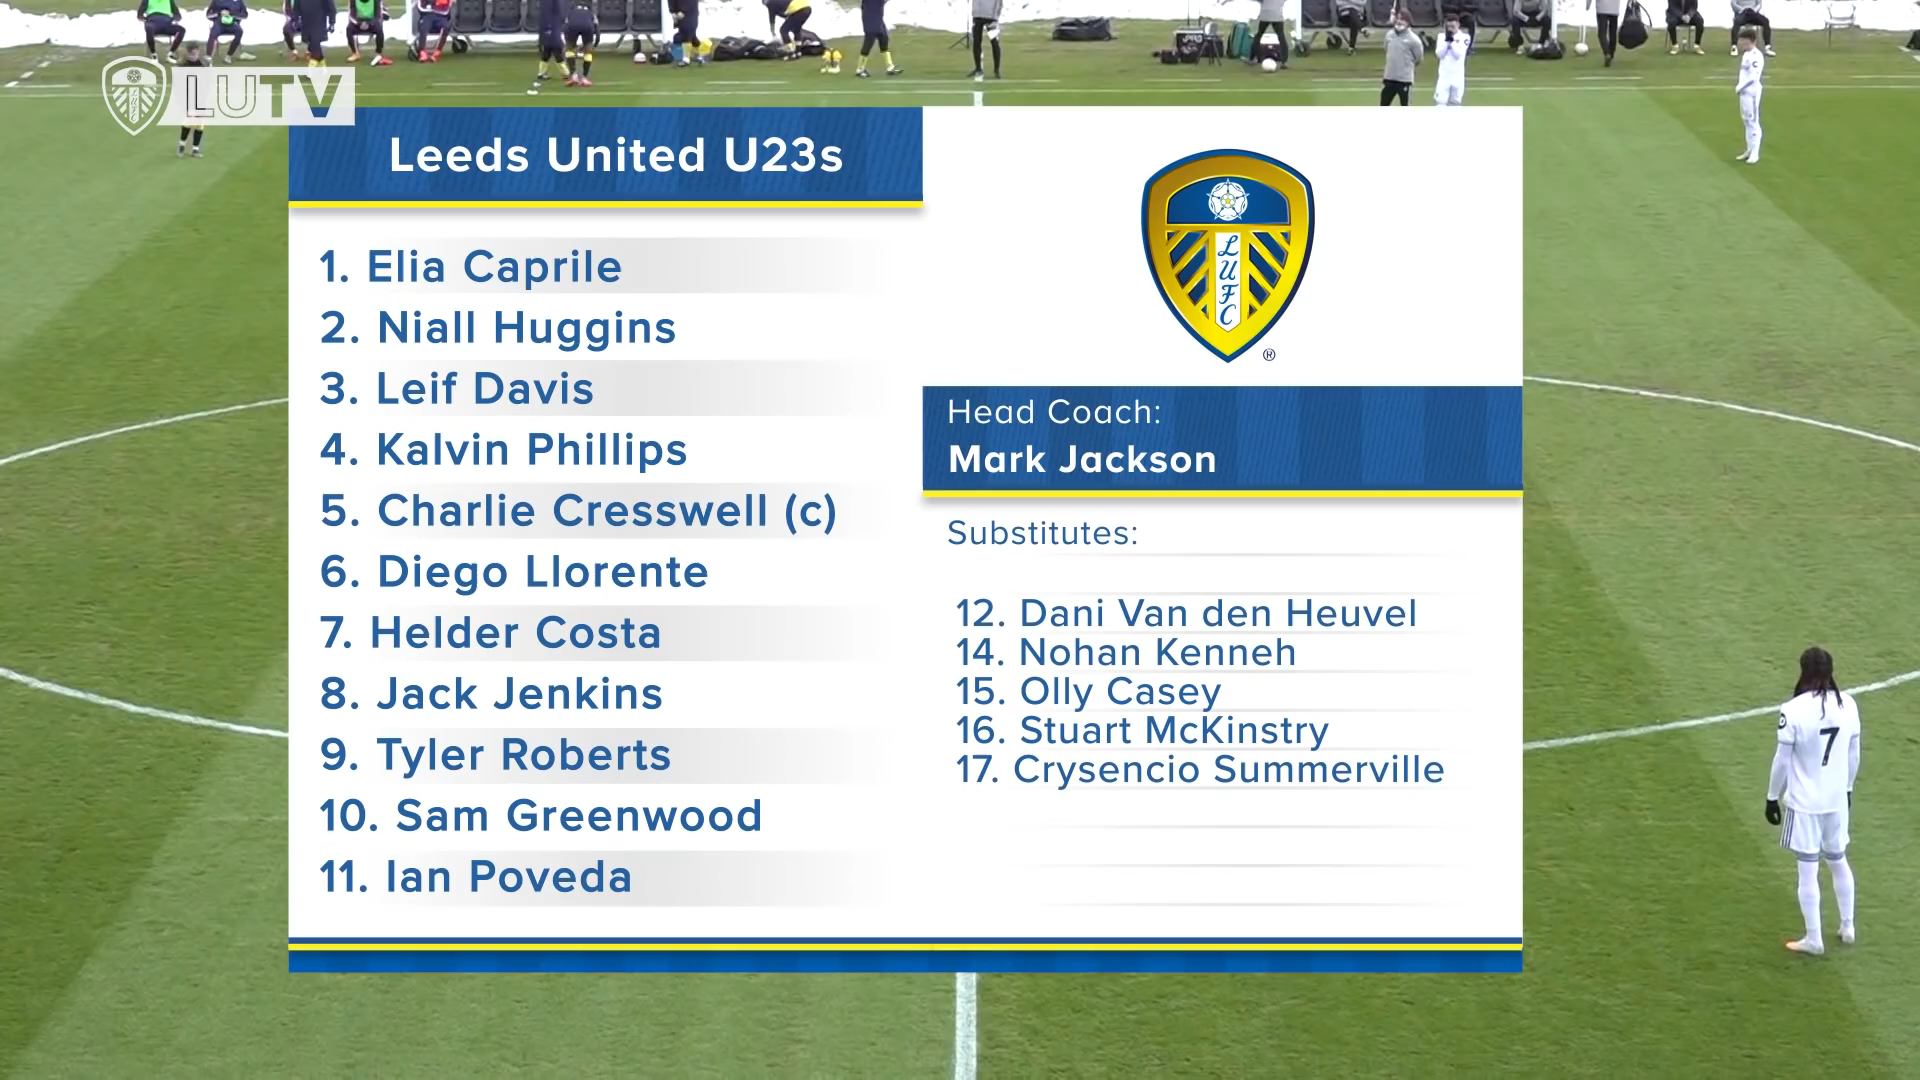 LUTV
Leeds United U23s
1. Elia Caprile
2. Niall Huggins
3. Leif Davis
4. Kalvin Phillips
5. Charlie Cresswell (c)
6. Diego Llorente
7. Helder Costa
8. Jack Jenkins
9. Tyler Roberts
10. Sam Greenwood
11. Ian Poveda
LUFC
®
Head Coach:
Mark Jackson
Substitutes:
12. Dani Van den Heuvel
14. Nohan Kenneh
15. Olly Casey
16. Stuart McKinstry
17. Crysencio Summerville
7